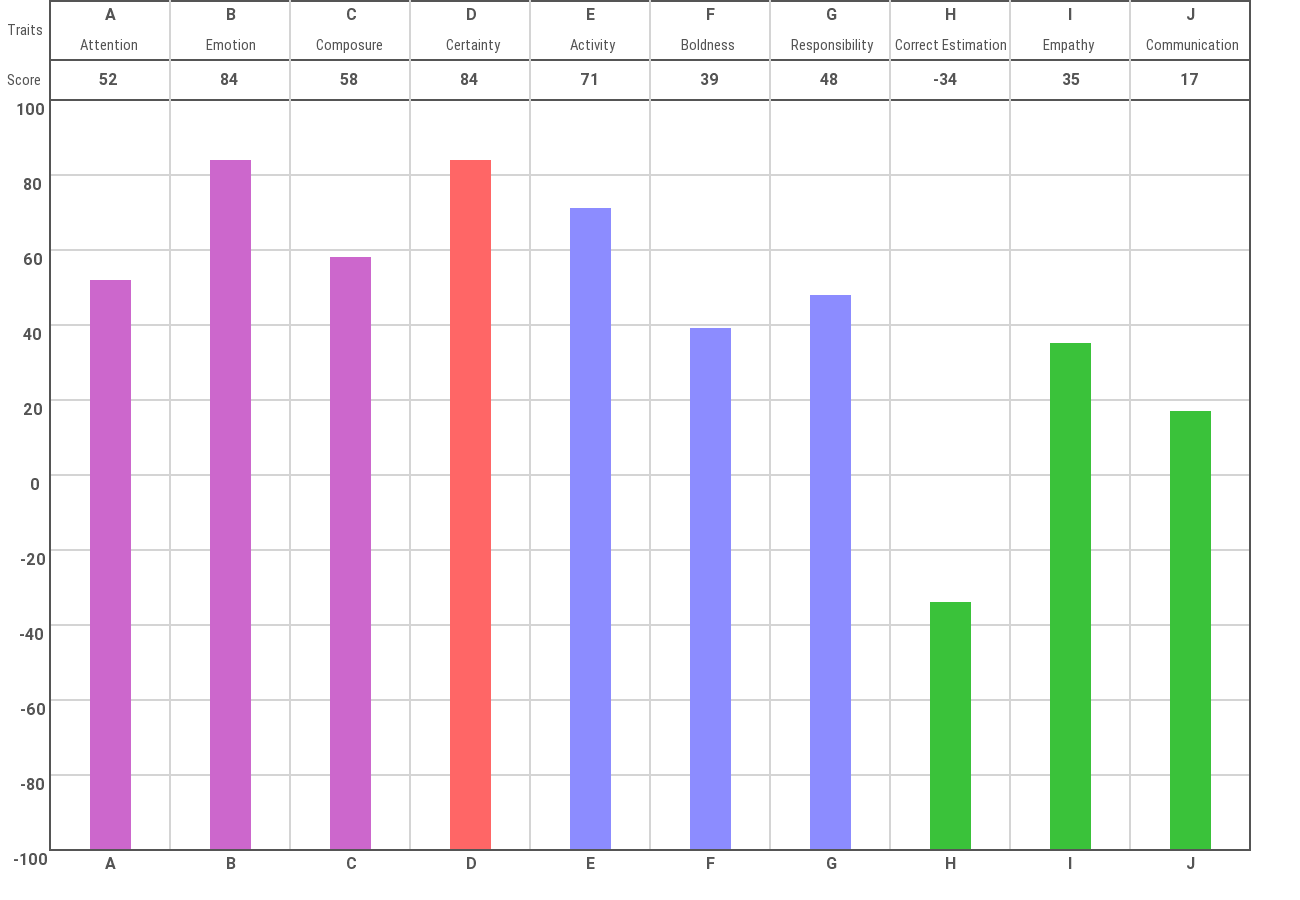 A B C D E F G H I J
Traits
Attention Emotion Composure Certainty Activity Boldness Responsibility Correct Estimation Empathy Communication
Score 52 84 58 84 71 39 48 -34 35 17
100
80
60
40
20
0
-20
-40
-60
-80
-100
A B C D E F G H I J